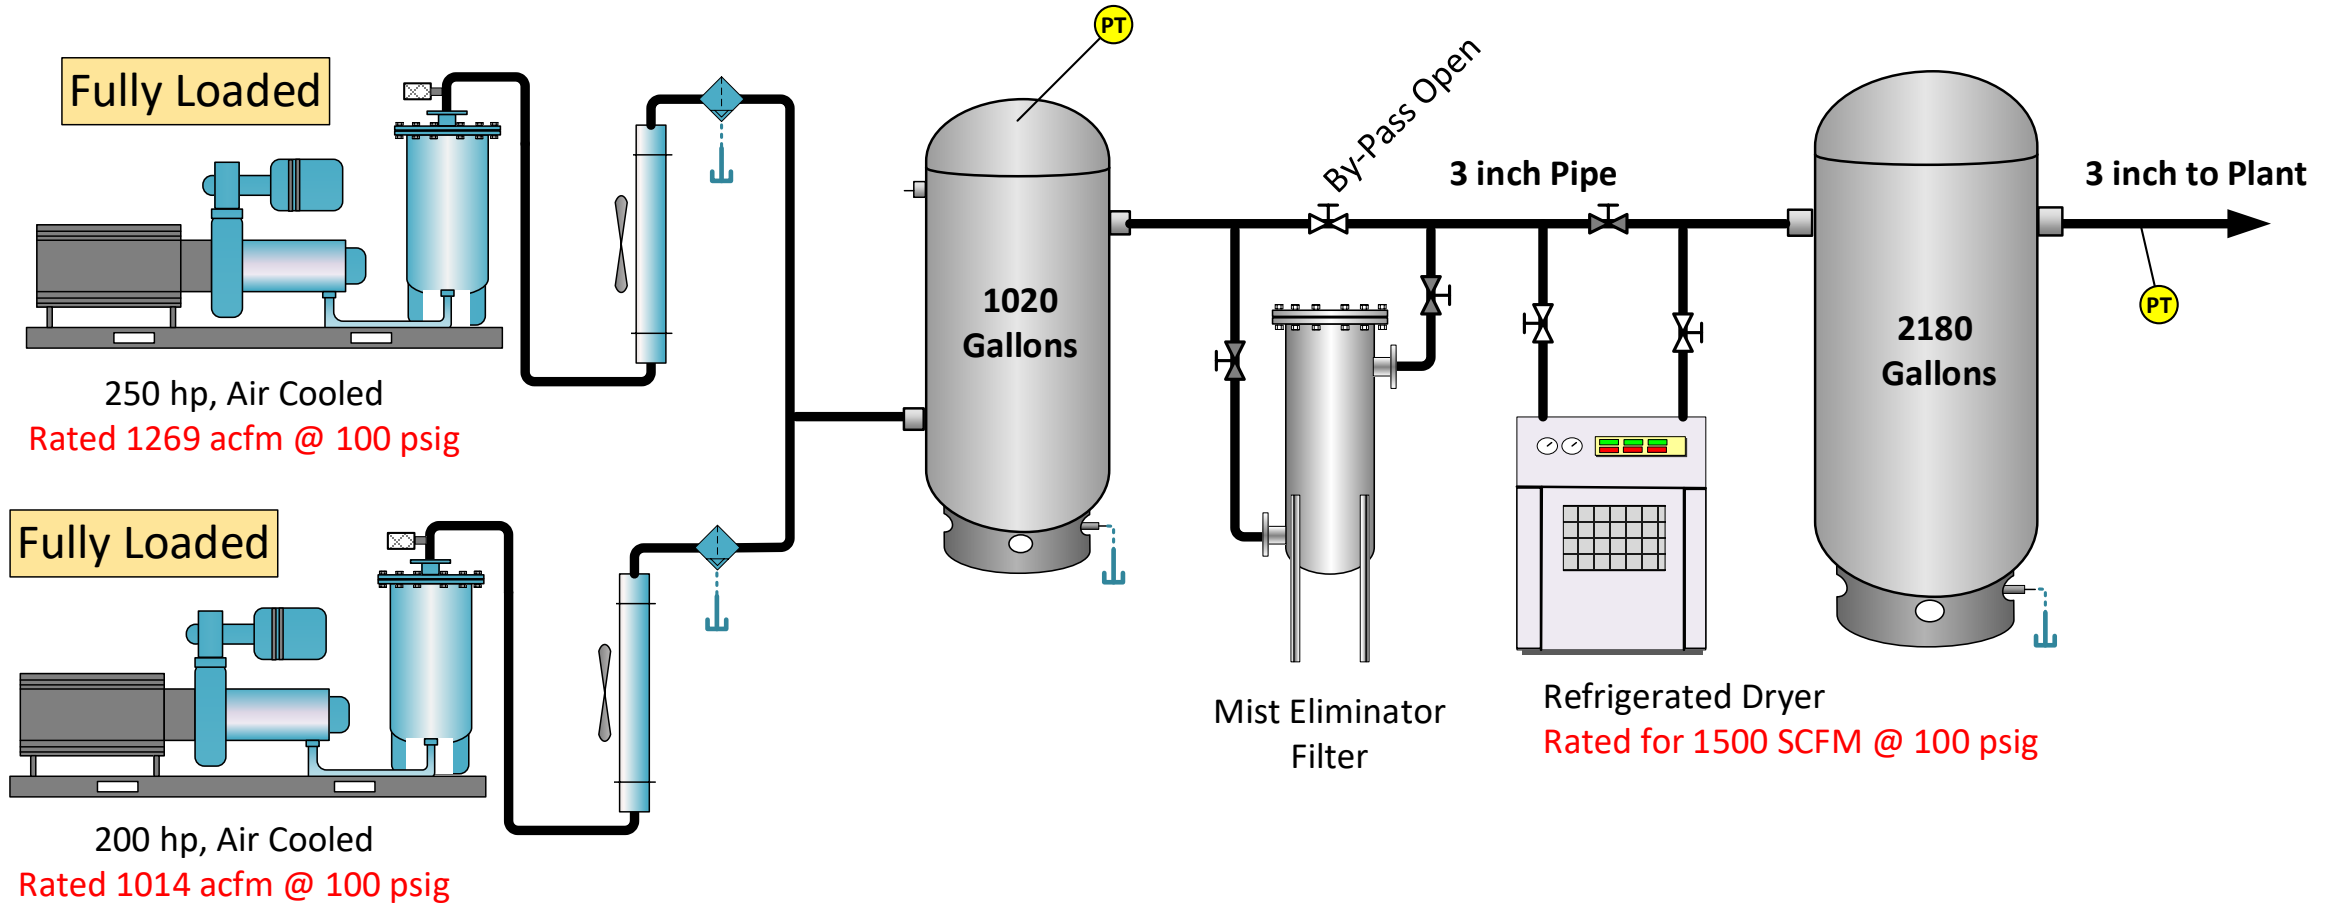 PT
Fully Loaded
By-Pass Open
3 inch Pipe
3 inch to Plant
1020
Gallons
PT
2180
Gallons
250 hp, Air Cooled
Rated 1269 acfm @ 100 psig
Fully Loaded
Mist Eliminator
Filter
Refrigerated Dryer
Rated for 1500 SCFM @ 100 psig
200 hp, Air Cooled
Rated 1014 acfm @ 100 psig